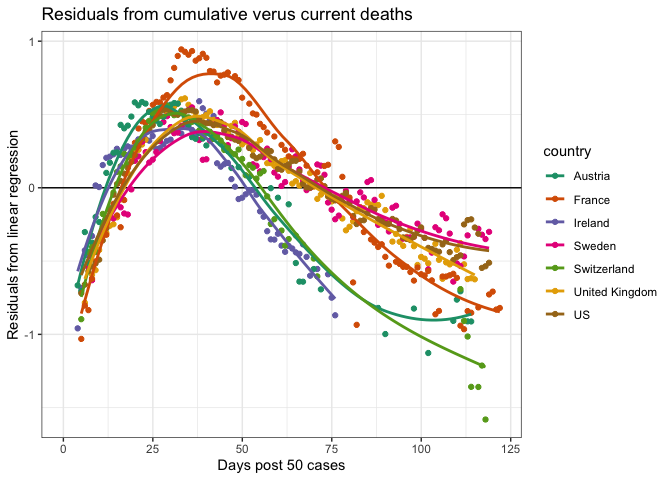 Residuals from cumulative verus current deaths
1
0
-1
Residuals from linear regression
0 25 50 75 100 125
Days post 50 cases
country
Austria
France
Ireland
Sweden
Switzerland
United Kingdom
US